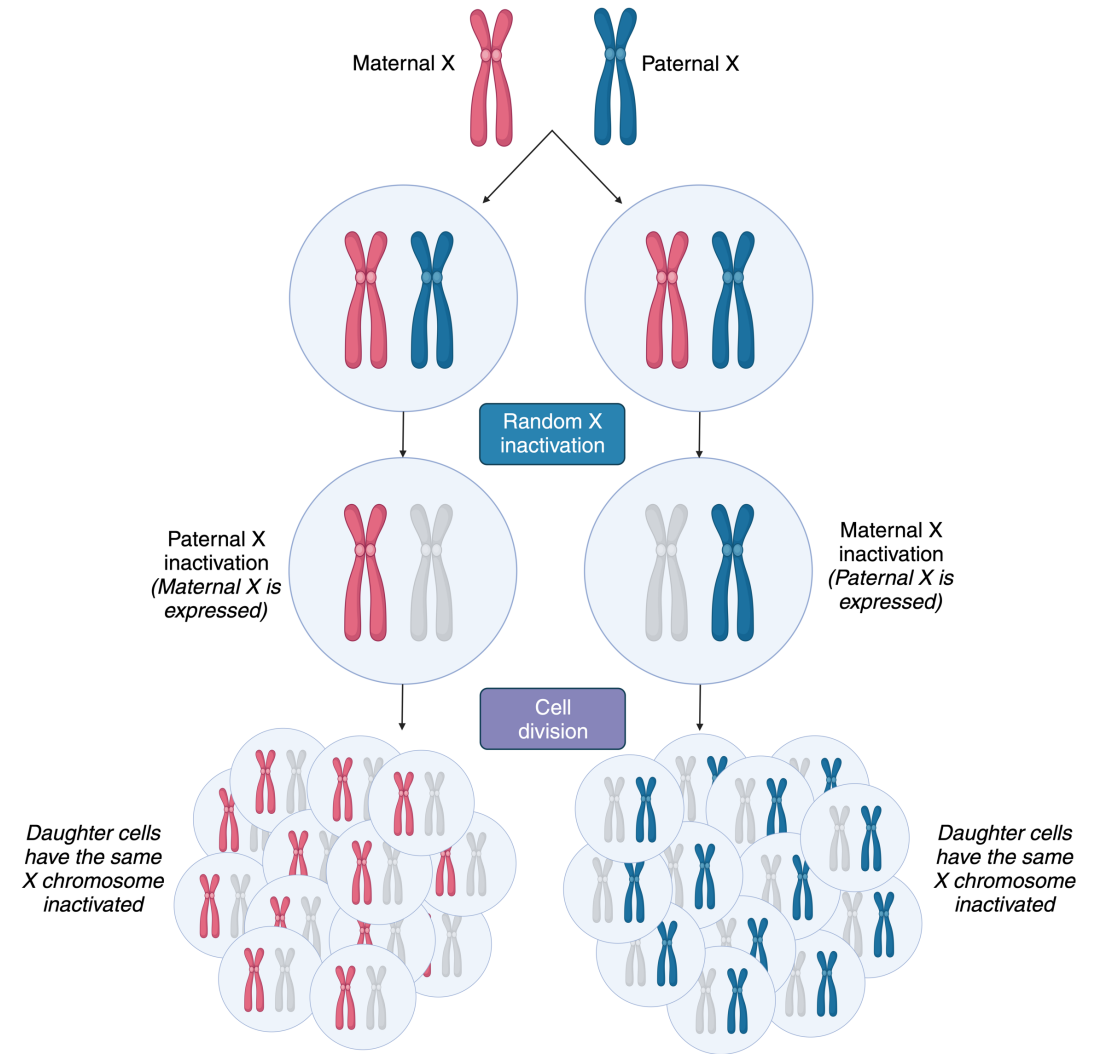 Maternal X
Paternal X
Random X
inactivation
Paternal X
inactivation
(Maternal X is
expressed)
Maternal X
inactivation
(Paternal X is
expressed)
Cell
division
Daughter cells
have the same
X chromosome
inactivated
Daughter cells
have the same
X chromosome
inactivated